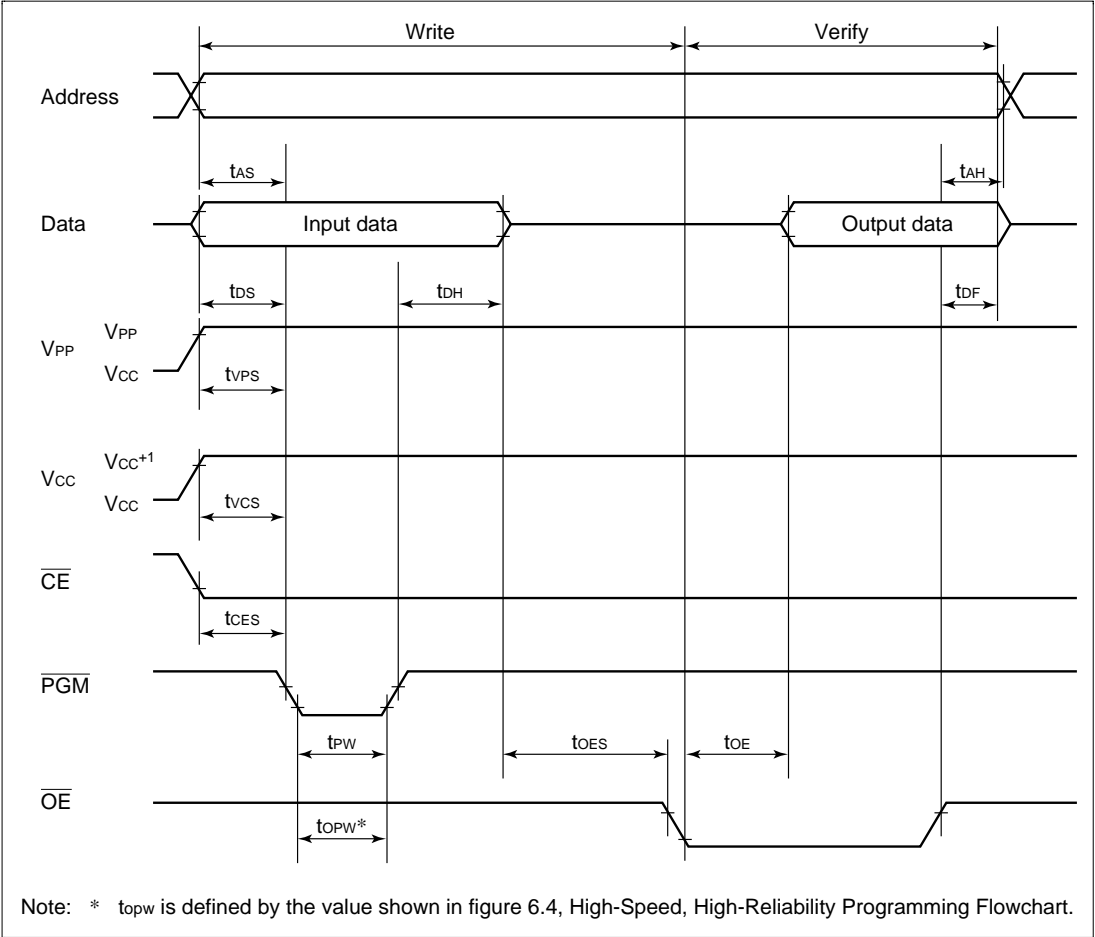 Write Verify
Address
tAS tAH
Data Input data Output data
tDS tDH tDF
VPP VPP
VCC
tVPS
VCC VCC+1
VCC
tVCS
CE
tCES
PGM
tPW tOES tOE
OE
tOPW*
Note: * topw is defined by the value shown in figure 6.4, High-Speed, High-Reliability Programming Flowchart.